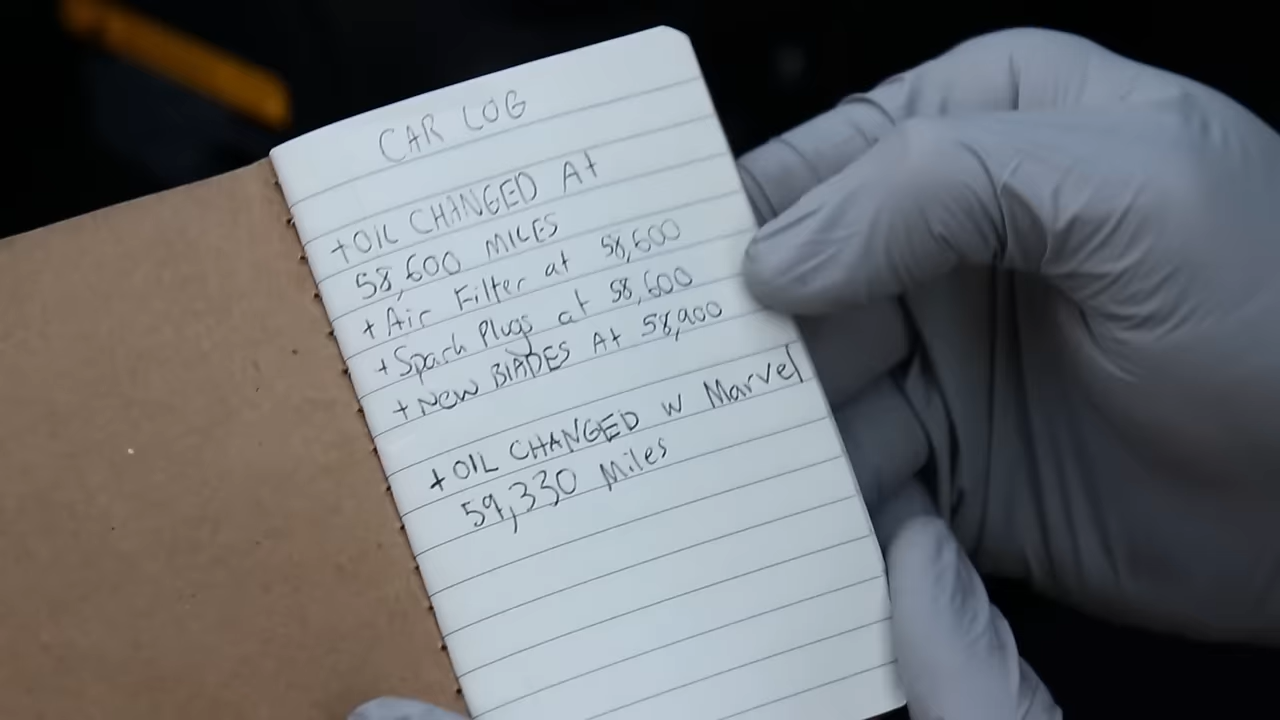 CAR LOG
+OIL CHANGED At
58,600 MILES
+ Air Filter at 58,600
+ Spark Plugs at 58,600
+ New BLADES At 58,900
+ OIL CHANGED w Marvel
59,330 Miles